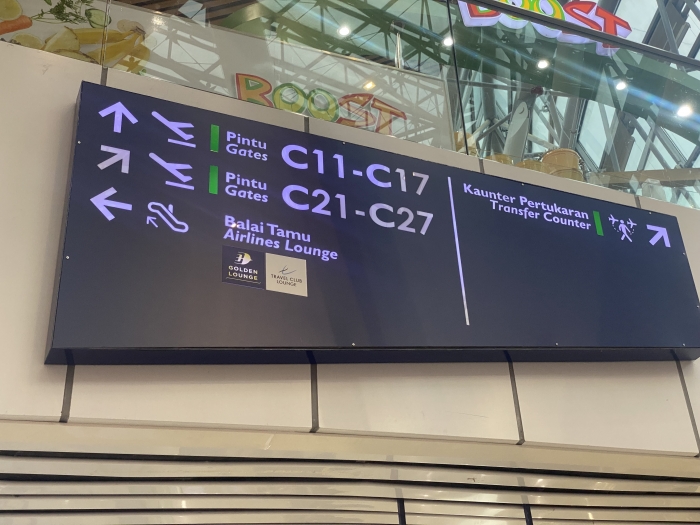 BOOST
BOOST
Pintu
Gates
C11-C17
Pintu
Gates
C21-C27
Balai Tamu
Airlines Lounge
GOLDEN
LOUNGE
TRAVEL CLUB
LOUNGE
Kaunter Pertukaran
Transfer Counter